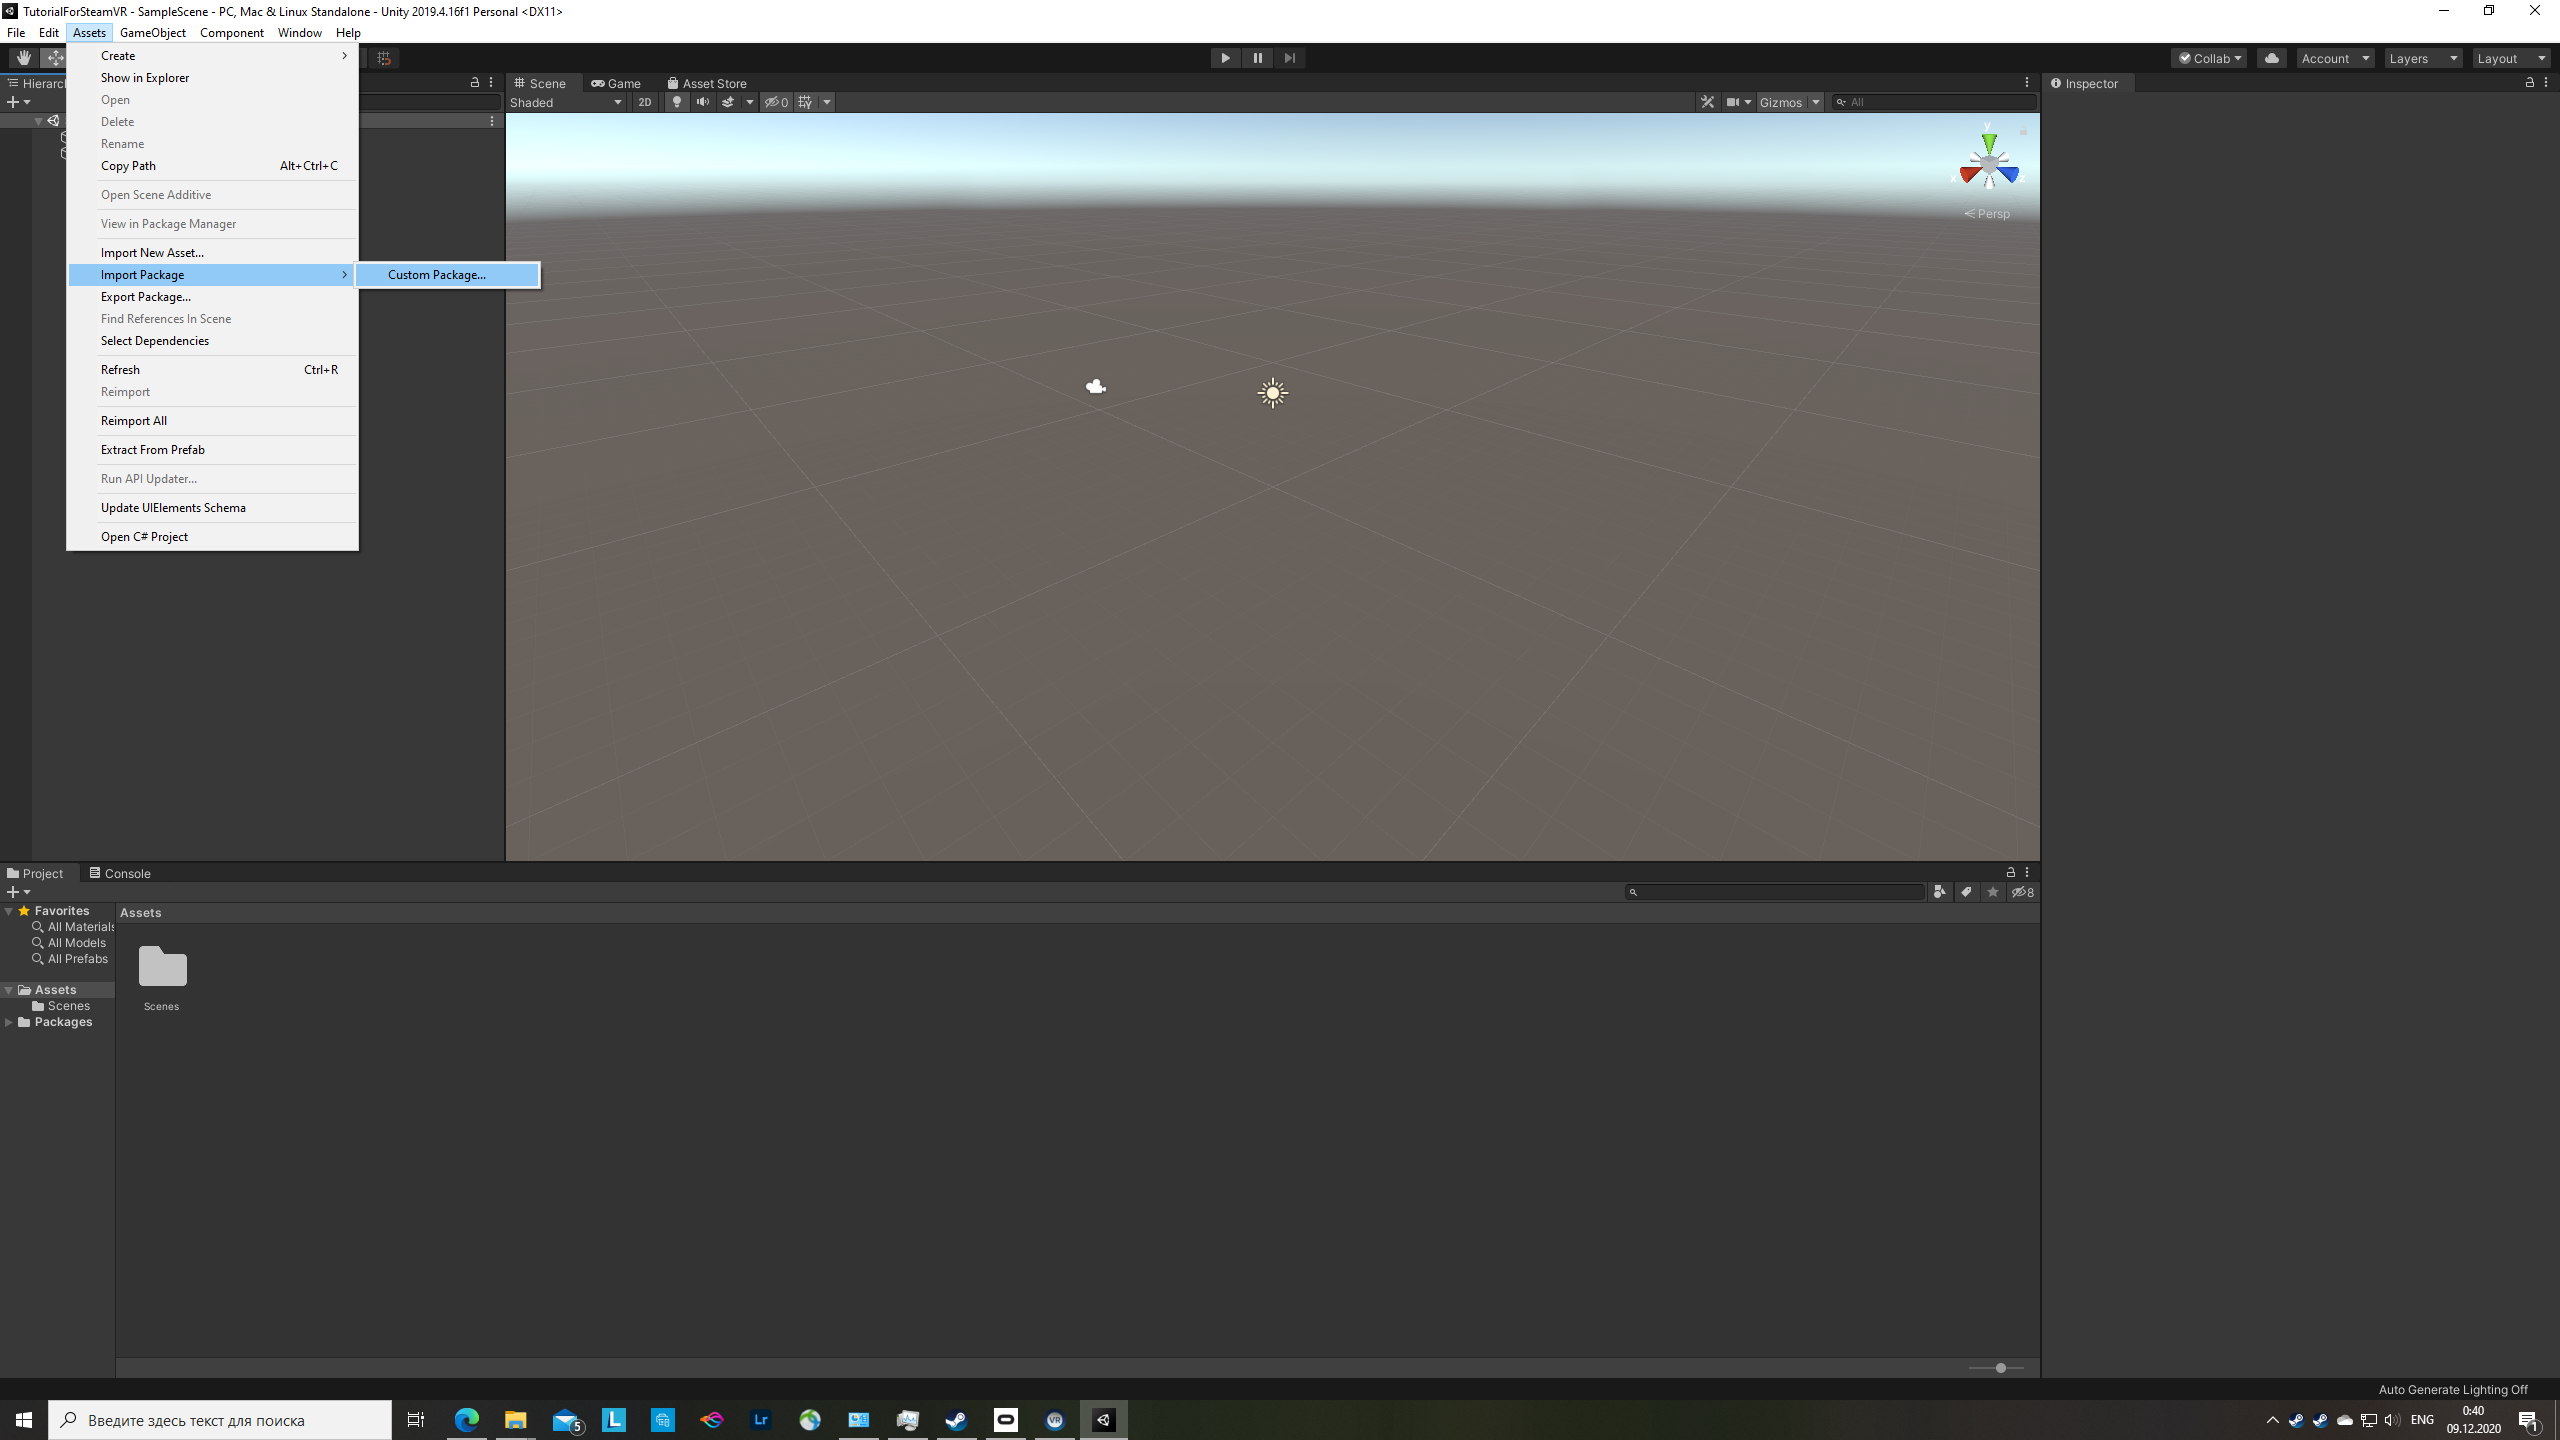 TutorialForSteamVR - SampleScene - PC, Mac & Linux Standalone - Unity 2019.4.16f1 Personal <DX11>
File Edit Assets GameObject Component Window Help
Collab Account Layers Layout
Create
Show in Explorer
Open
Delete
Rename
Copy Path Alt+Ctrl+C
Open Scene Additive
View in Package Manager
Import New Asset...
Import Package Custom Package...
Export Package...
Find References In Scene
Select Dependencies
Refresh Ctrl+R
Reimport
Reimport All
Extract From Prefab
Run API Updater...
Update UIElements Schema
Open C# Project
Scene Game Asset Store
Shaded 2D 0 Gizmos All
y
x z
Persp
Inspector
Project Console
8
Favorites
All Materials
All Models
All Prefabs
Assets
Scenes
Packages
Assets
Scenes
Auto Generate Lighting Off
Введите здесь текст для поиска
5
L
Lr
VR
ENG
0:40
09.12.2020
1